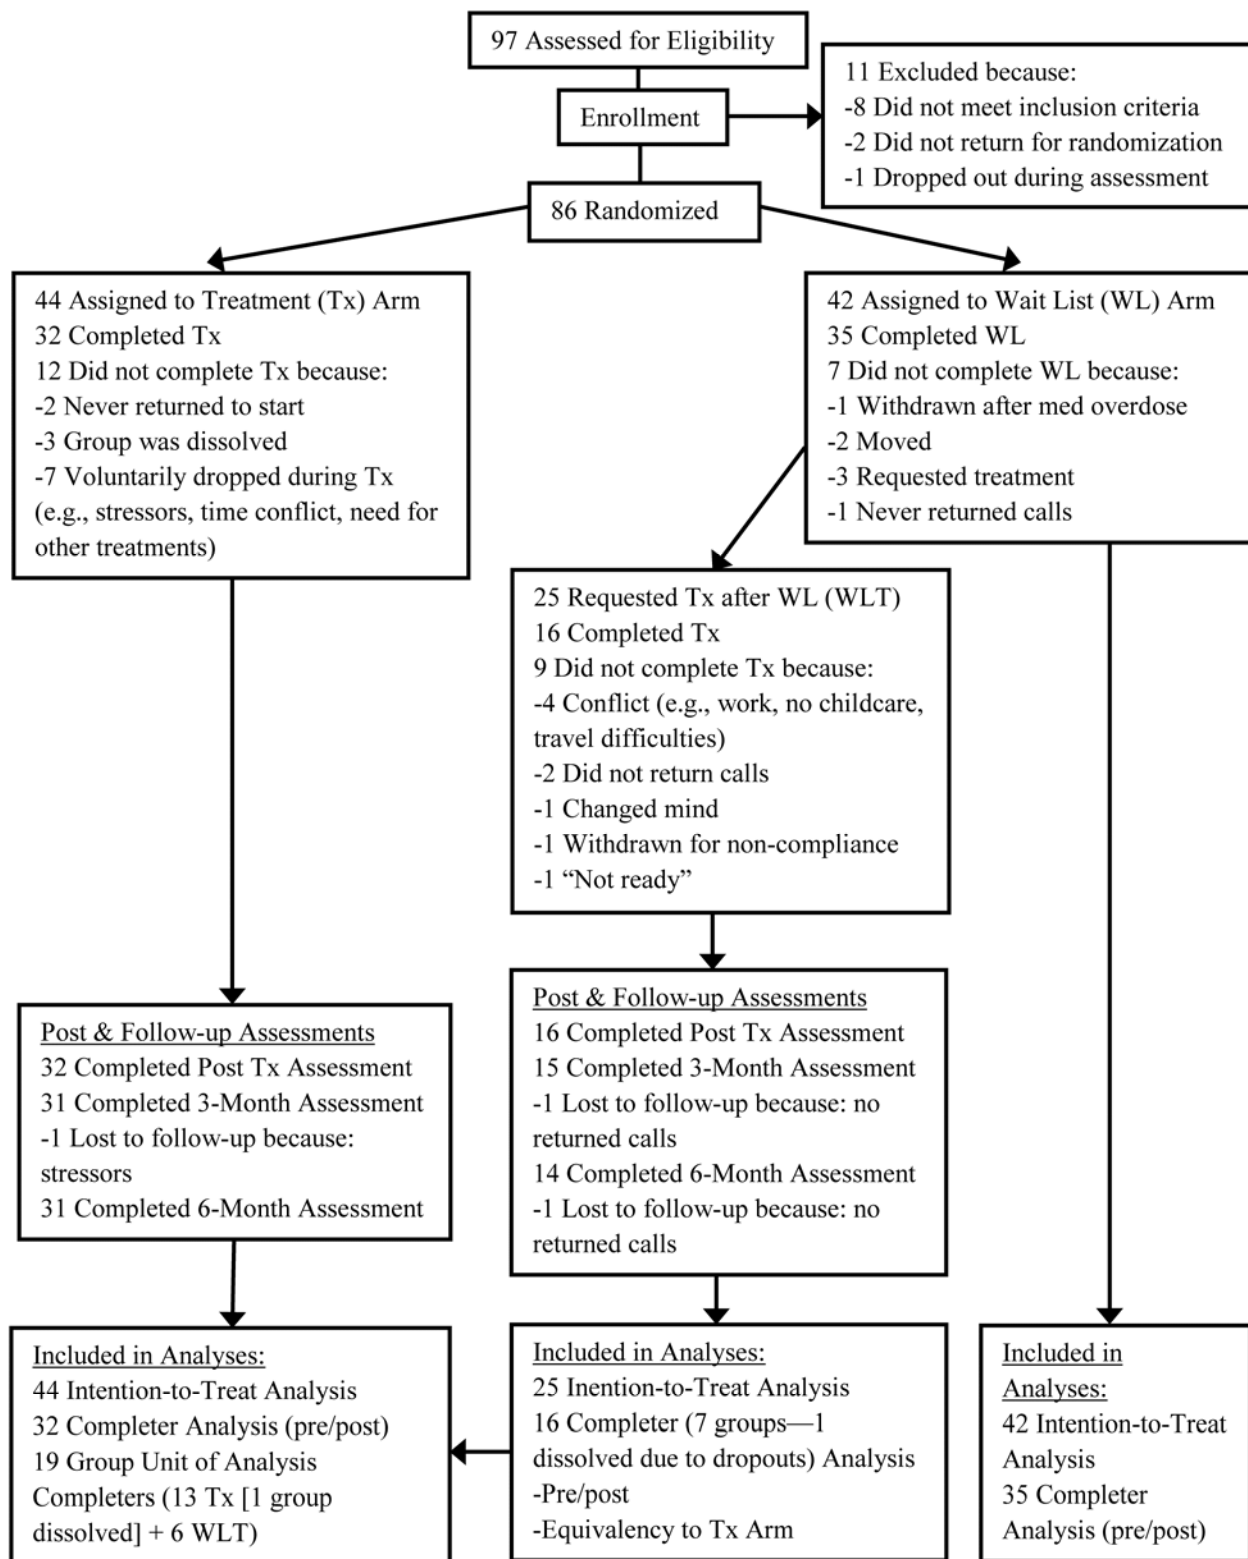 97 Assessed for Eligibility
11 Excluded because:
-8 Did not meet inclusion criteria
-2 Did not return for randomization
-1 Dropped out during assessment
Enrollment
86 Randomized
44 Assigned to Treatment (Tx) Arm
32 Completed Tx
12 Did not complete Tx because:
-2 Never returned to start
-3 Group was dissolved
-7 Voluntarily dropped during Tx
(e.g., stressors, time conflict, need for
other treatments)
42 Assigned to Wait List (WL) Arm
35 Completed WL
7 Did not complete WL because:
-1 Withdrawn after med overdose
-2 Moved
-3 Requested treatment
-1 Never returned calls
25 Requested Tx after WL (WLT)
16 Completed Tx
9 Did not complete Tx because:
-4 Conflict (e.g., work, no childcare,
travel difficulties)
-2 Did not return calls
-1 Changed mind
-1 Withdrawn for non-compliance
-1 “Not ready”
Post & Follow-up Assessments
32 Completed Post Tx Assessment
31 Completed 3-Month Assessment
-1 Lost to follow-up because:
stressors
31 Completed 6-Month Assessment
Post & Follow-up Assessments
16 Completed Post Tx Assessment
15 Completed 3-Month Assessment
-1 Lost to follow-up because: no
returned calls
14 Completed 6-Month Assessment
-1 Lost to follow-up because: no
returned calls
Included in Analyses:
44 Intention-to-Treat Analysis
32 Completer Analysis (pre/post)
19 Group Unit of Analysis
Completers (13 Tx [1 group
dissolved] + 6 WLT)
Included in Analyses:
25 Inention-to-Treat Analysis
16 Completer (7 groups—1
dissolved due to dropouts) Analysis
-Pre/post
-Equivalency to Tx Arm
Included in
Analyses:
42 Intention-to-Treat
Analysis
35 Completer
Analysis (pre/post)